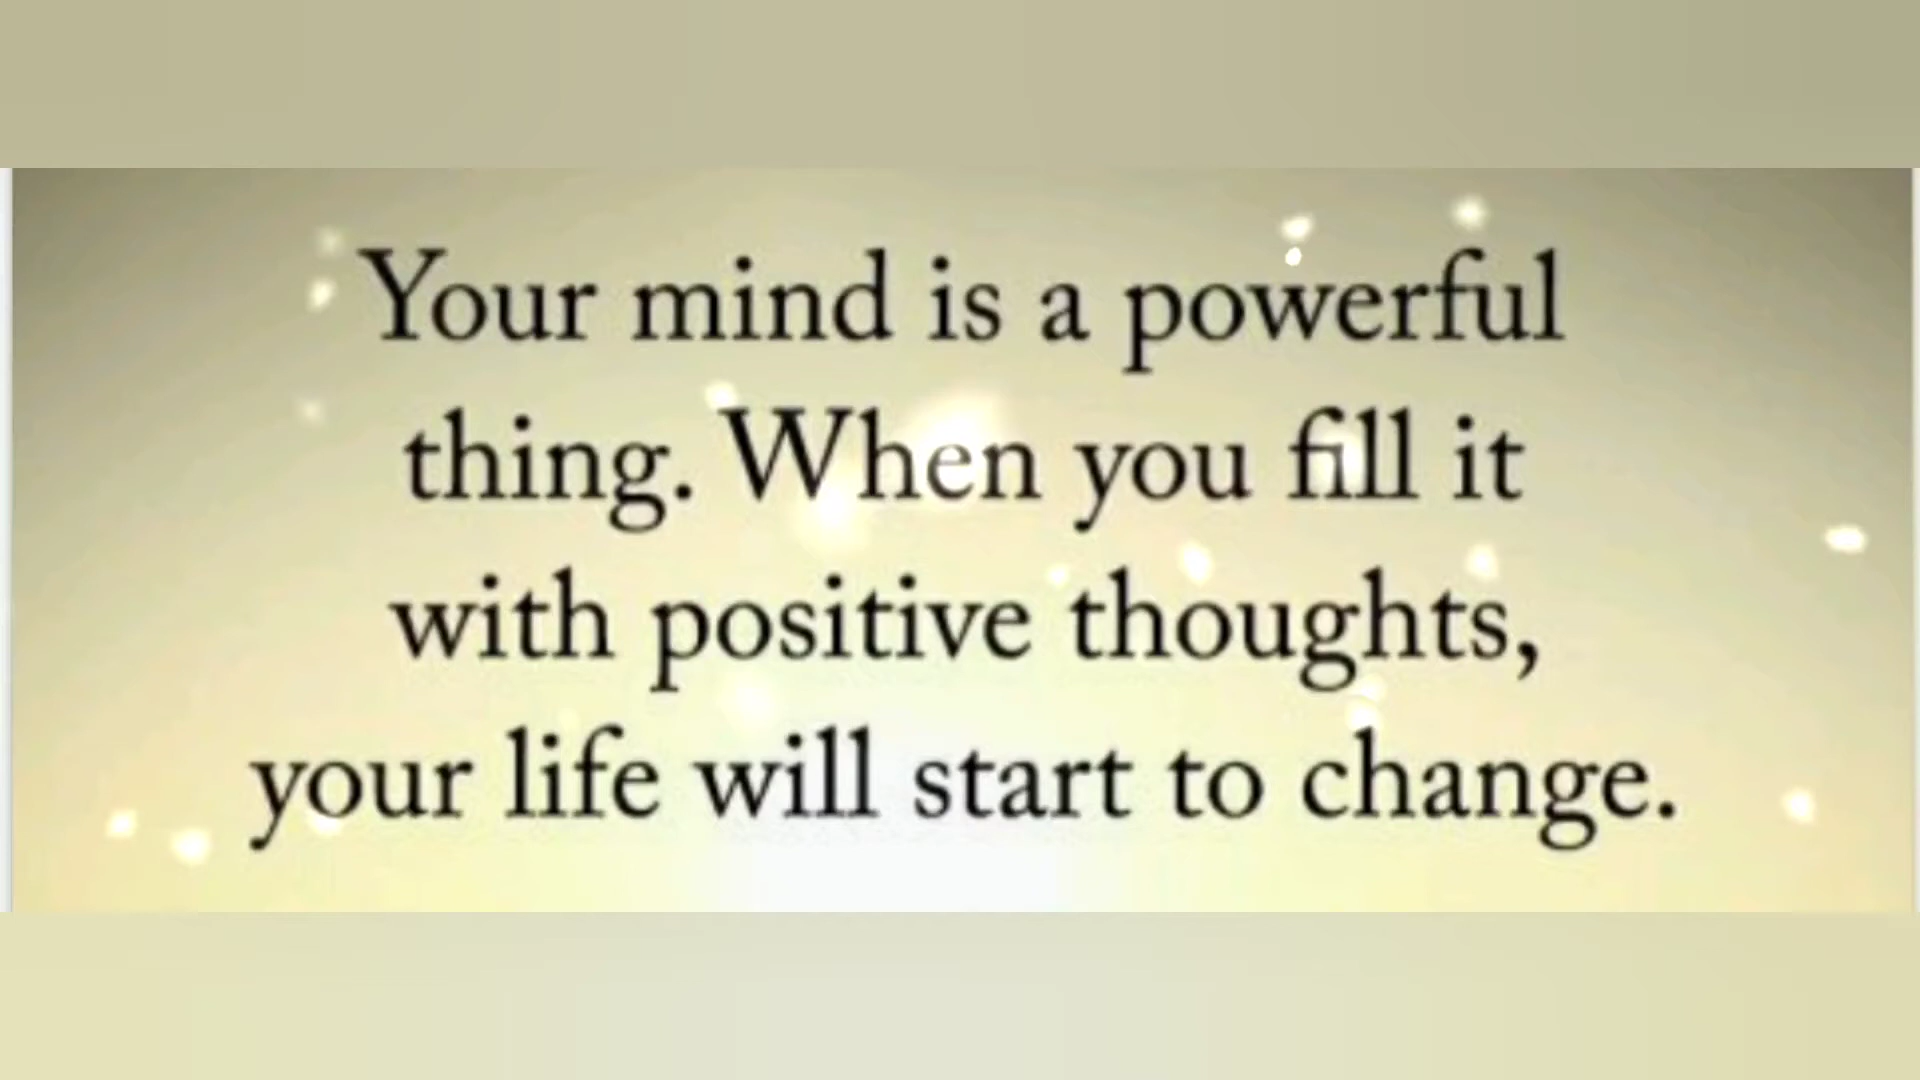 Your mind is a powerful
thing. When you fill it
with positive thoughts,
your life will start to change.